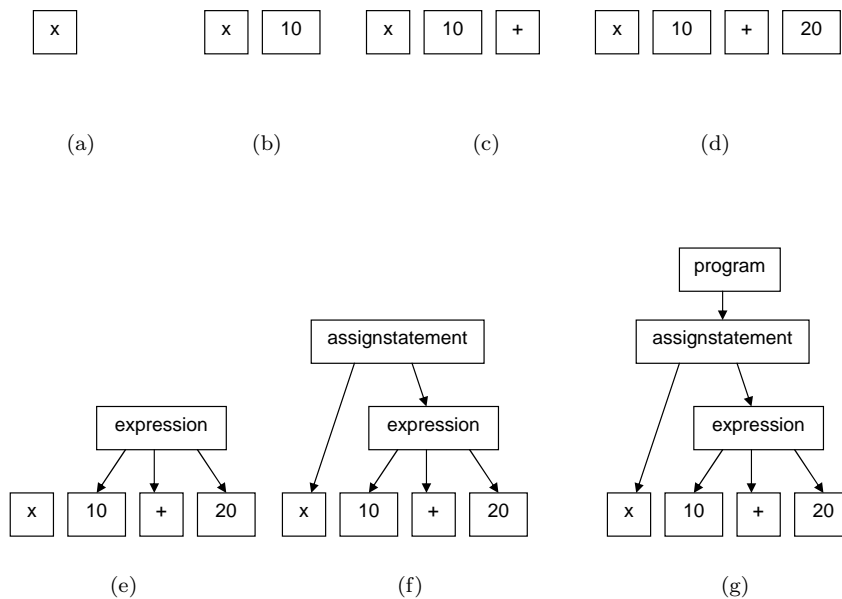 x x 10 x 10 + x 10 + 20
(a) (b) (c) (d)
program
assignstatement assignstatement
expression expression expression
x 10 + 20 x 10 + 20 x 10 + 20
(e) (f) (g)